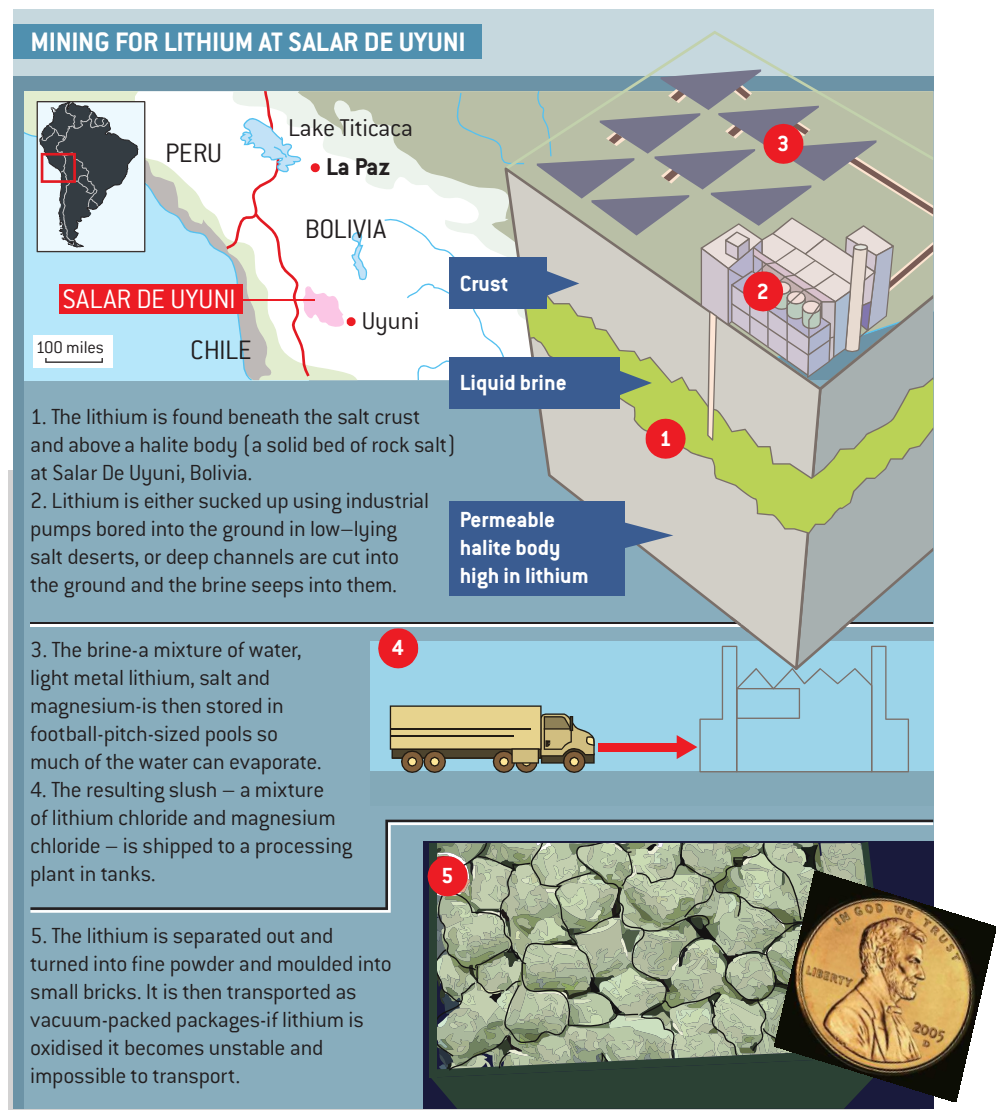 MINING FOR LITHIUM AT SALAR DE UYUNI
Lake Titicaca
PERU
La Paz
BOLIVIA
SALAR DE UYUNI
Uyuni
100 miles
CHILE
3
2
Crust
Liquid brine
1
Permeable
halite body
high in lithium
1. The lithium is found beneath the salt crust
and above a halite body (a solid bed of rock salt)
at Salar De Uyuni, Bolivia.
2. Lithium is either sucked up using industrial
pumps bored into the ground in low–lying
salt deserts, or deep channels are cut into
the ground and the brine seeps into them.
3. The brine-a mixture of water,
light metal lithium, salt and
magnesium-is then stored in
football-pitch-sized pools so
much of the water can evaporate.
4. The resulting slush – a mixture
of lithium chloride and magnesium
chloride – is shipped to a processing
plant in tanks.
4
5. The lithium is separated out and
turned into fine powder and moulded into
small bricks. It is then transported as
vacuum-packed packages-if lithium is
oxidised it becomes unstable and
impossible to transport.
5
IN GOD WE TRUST
LIBERTY
2005
D